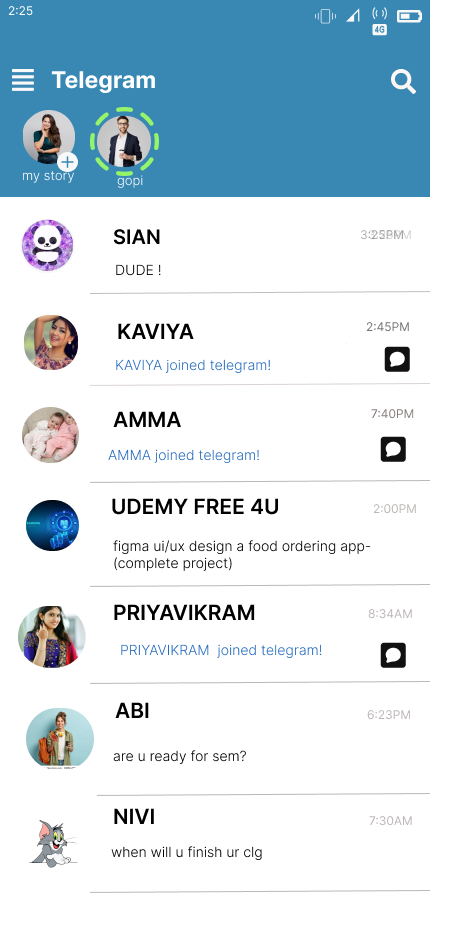 2:25
4G
Telegram
my story
gopi
SIAN
3:25PM
DUDE !
KAVIYA
2:45PM
KAVIYA joined telegram!
AMMA
7:40PM
AMMA joined telegram!
UDEMY FREE 4U
2:00PM
figma ui/ux design a food ordering app-
(complete project)
PRIYAVIKRAM
8:34AM
PRIYAVIKRAM joined telegram!
ABI
6:23PM
are u ready for sem?
NIVI
7:30AM
when will u finish ur clg